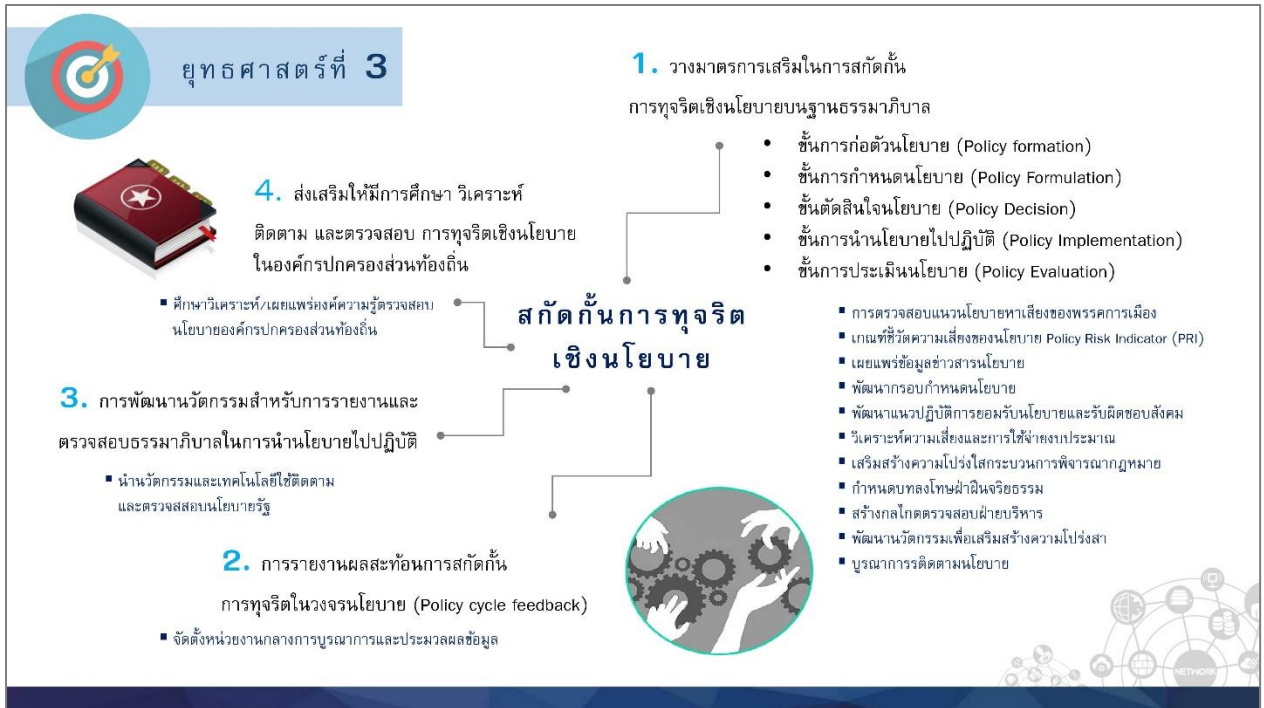 ยุทธศาสตร์ที่ 3
1. วางมาตรการเสริมในการสกัดกั้น
การทุจริตเชิงนโยบายบนฐานธรรมาภิบาล
• ขั้นการก่อตัวนโยบาย (Policy formation)
• ขั้นการกำหนดนโยบาย (Policy Formulation)
• ขั้นตัดสินใจนโยบาย (Policy Decision)
• ขั้นการนำนโยบายไปปฏิบัติ (Policy Implementation)
• ขั้นการประเมินนโยบาย (Policy Evaluation)
▪ การตรวจสอบแนวนโยบายหาเสียงของพรรคการเมือง
▪ เกณฑ์ชี้วัดความเสี่ยงของนโยบาย Policy Risk Indicator (PRI)
▪ เผยแพร่ข้อมูลข่าวสารนโยบาย
▪ พัฒนากรอบกำหนดนโยบาย
▪ พัฒนาแนวปฏิบัติการยอมรับนโยบายและรับผิดชอบสังคม
▪ วิเคราะห์ความเสี่ยงและการใช้จ่ายงบประมาณ
▪ เสริมสร้างความโปร่งใสกระบวนการพิจารณากฎหมาย
▪ กำหนดบทลงโทษฝ่าฝืนจริยธรรม
▪ สร้างกลไกตตรวจสอบฝ่ายบริหาร
▪ พัฒนานวัตกรรมเพื่อเสริมสร้างความโปร่งสา
▪ บูรณาการรติดตามนโยบาย
สกัดกั้นการทุจริต
เชิงนโยบาย
2. การรายงานผลสะท้อนการสกัดกั้น
การทุจริตในวงจรนโยบาย (Policy cycle feedback)
▪ จัดตั้งหน่วยงานกลางการบูรณาการและประมวลผลข้อมูล
3. การพัฒนานวัตกรรมสำหรับการรายงานและ
ตรวจสอบธรรมาภิบาลในการนำนโยบายไปปฏิบัติ
▪ นำนวัตกรรมและเทคโนโลยีใช้ติดตาม
และตรวจสสอบนโยบายรัฐ
4. ส่งเสริมให้มีการศึกษา วิเคราะห์
ติดตาม และตรวจสอบ การทุจริตเชิงนโยบาย
ในองค์กรปกครองส่วนท้องถิ่น
▪ ศึกษาวิเคราะห์/เผยแพร่องค์ความรู้ตรวจสอบ
นโยบายองค์กรปกครองส่วนท้องถิ่น
NETWORK